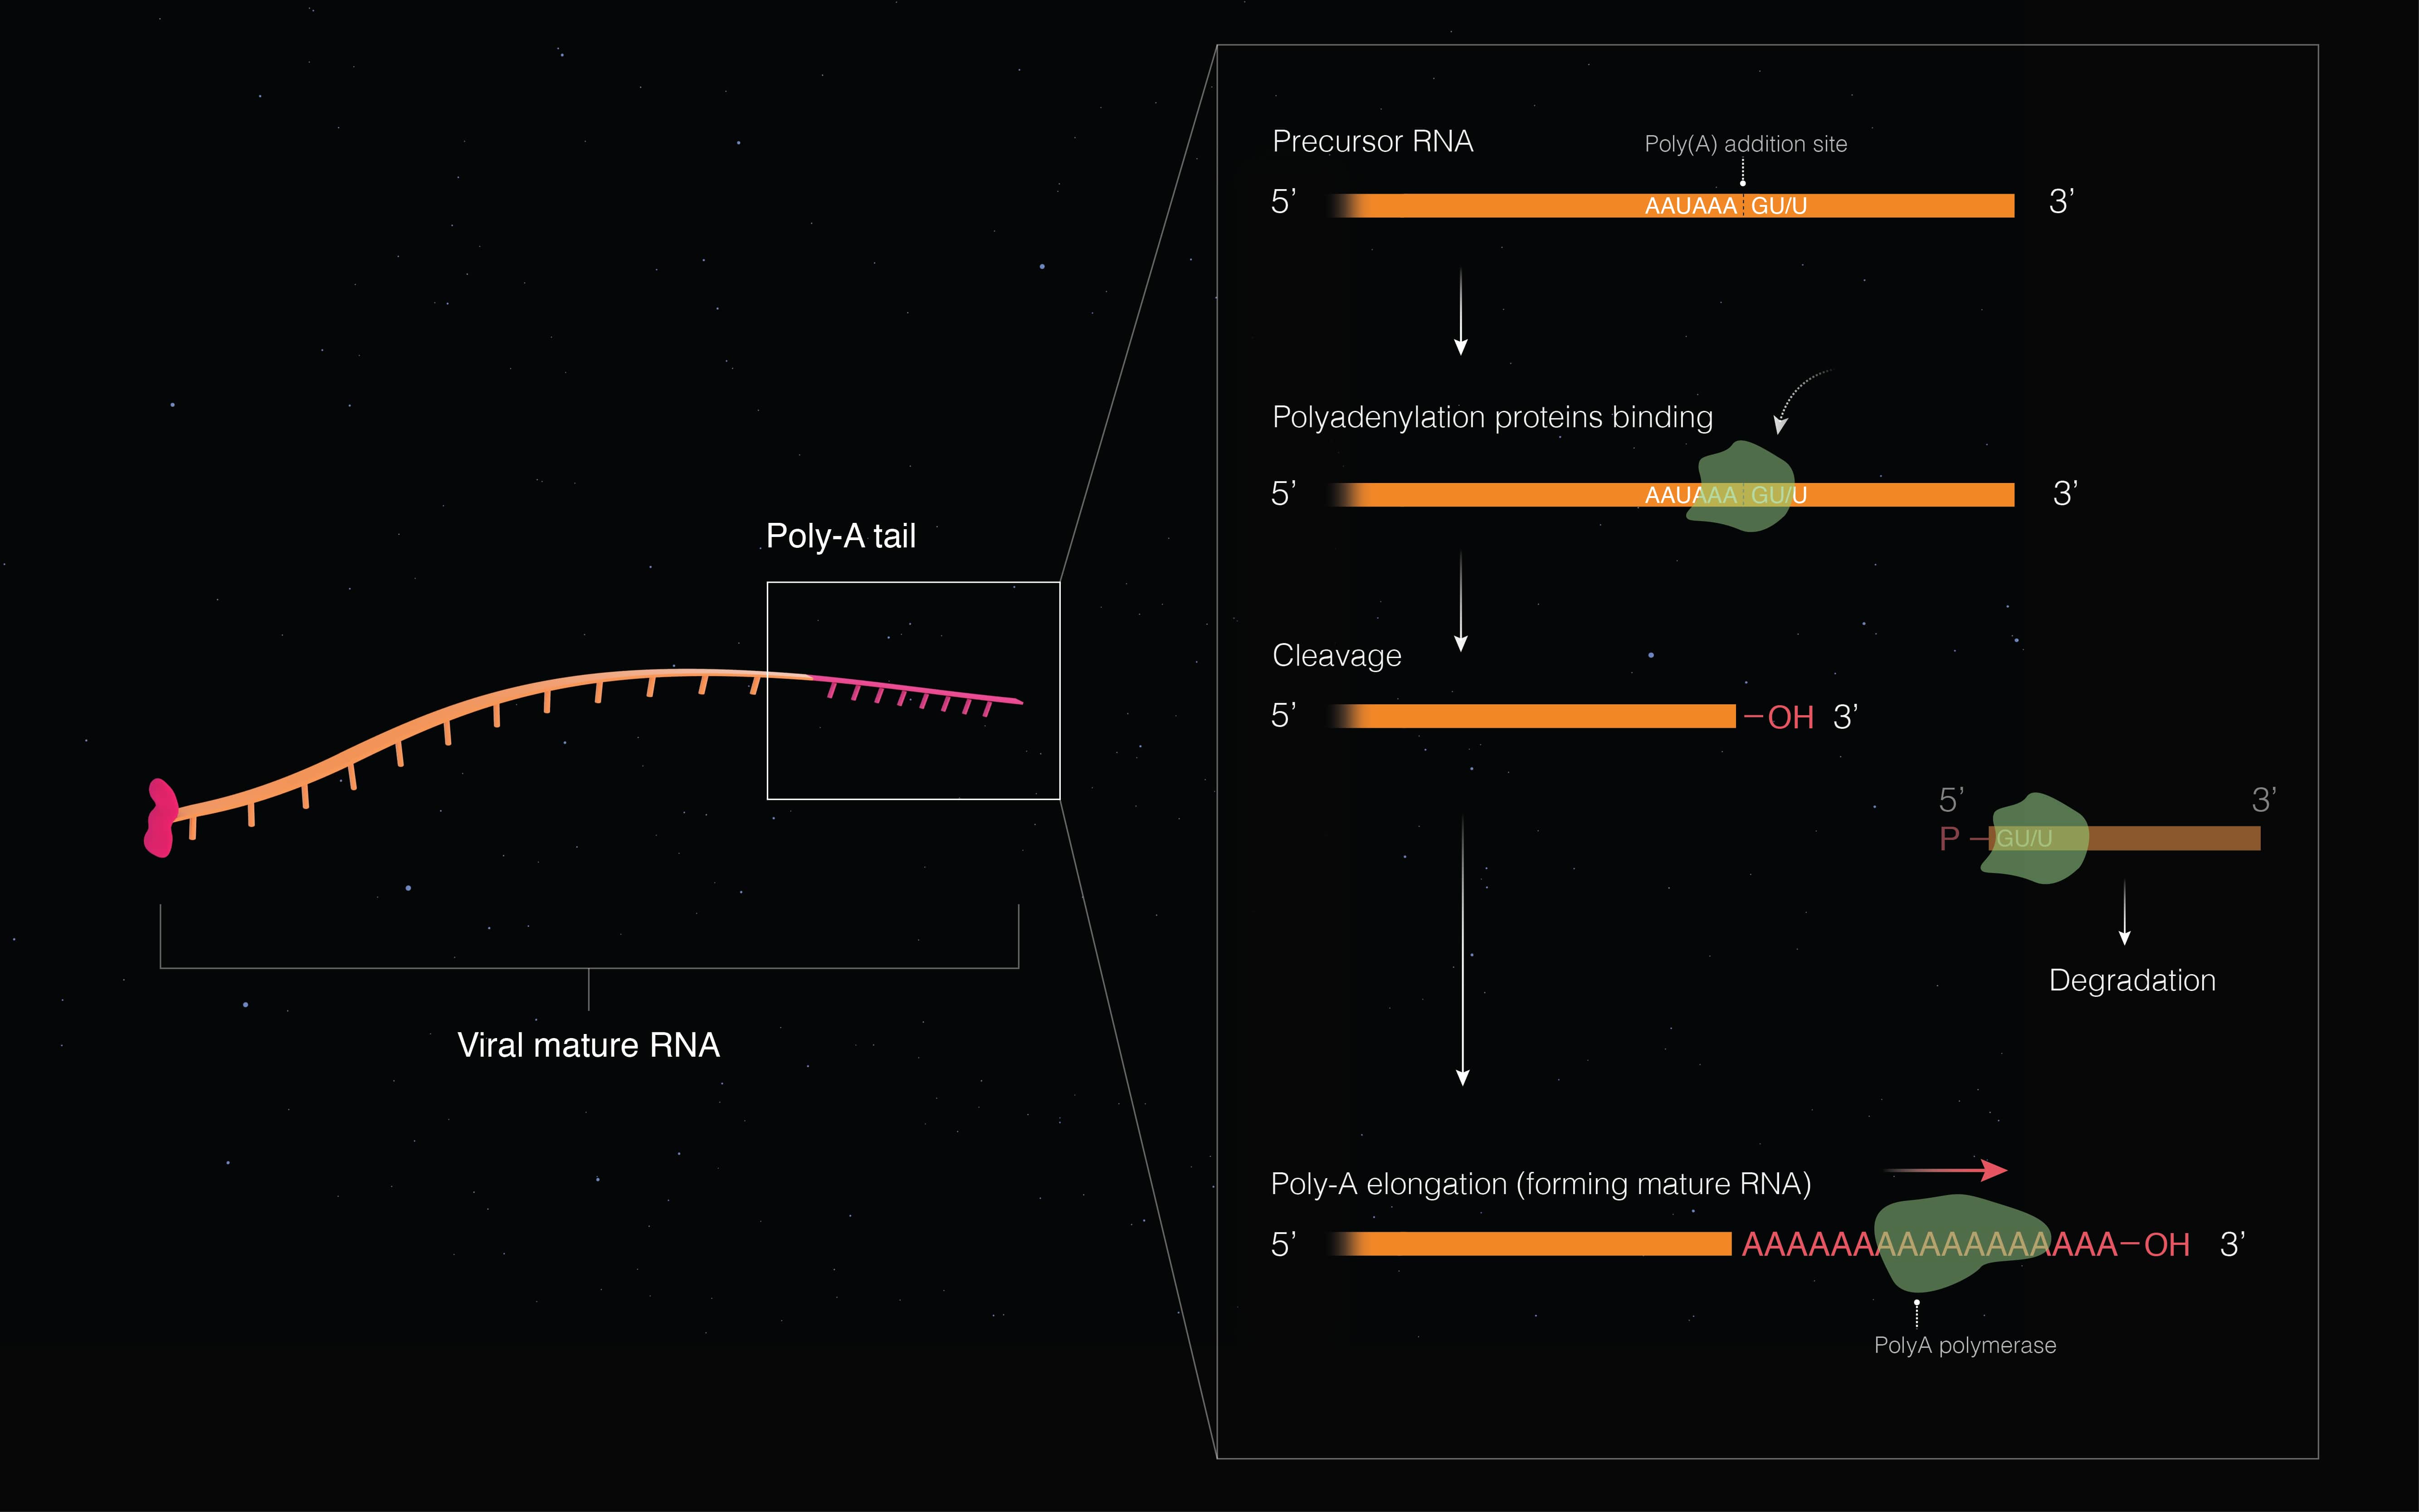 Poly-A tail
Viral mature RNA
Precursor RNA
Poly(A) addition site
5’ AAUAAA GU/U 3’
Polyadenylation proteins binding
5’ AAUAAA GU/U 3’
Cleavage
5’ –OH 3’
5’ 3’
P – GU/U
Degradation
Poly-A elongation (forming mature RNA)
5’ AAAAAAAAAAAAAAAAA–OH 3’
PolyA polymerase